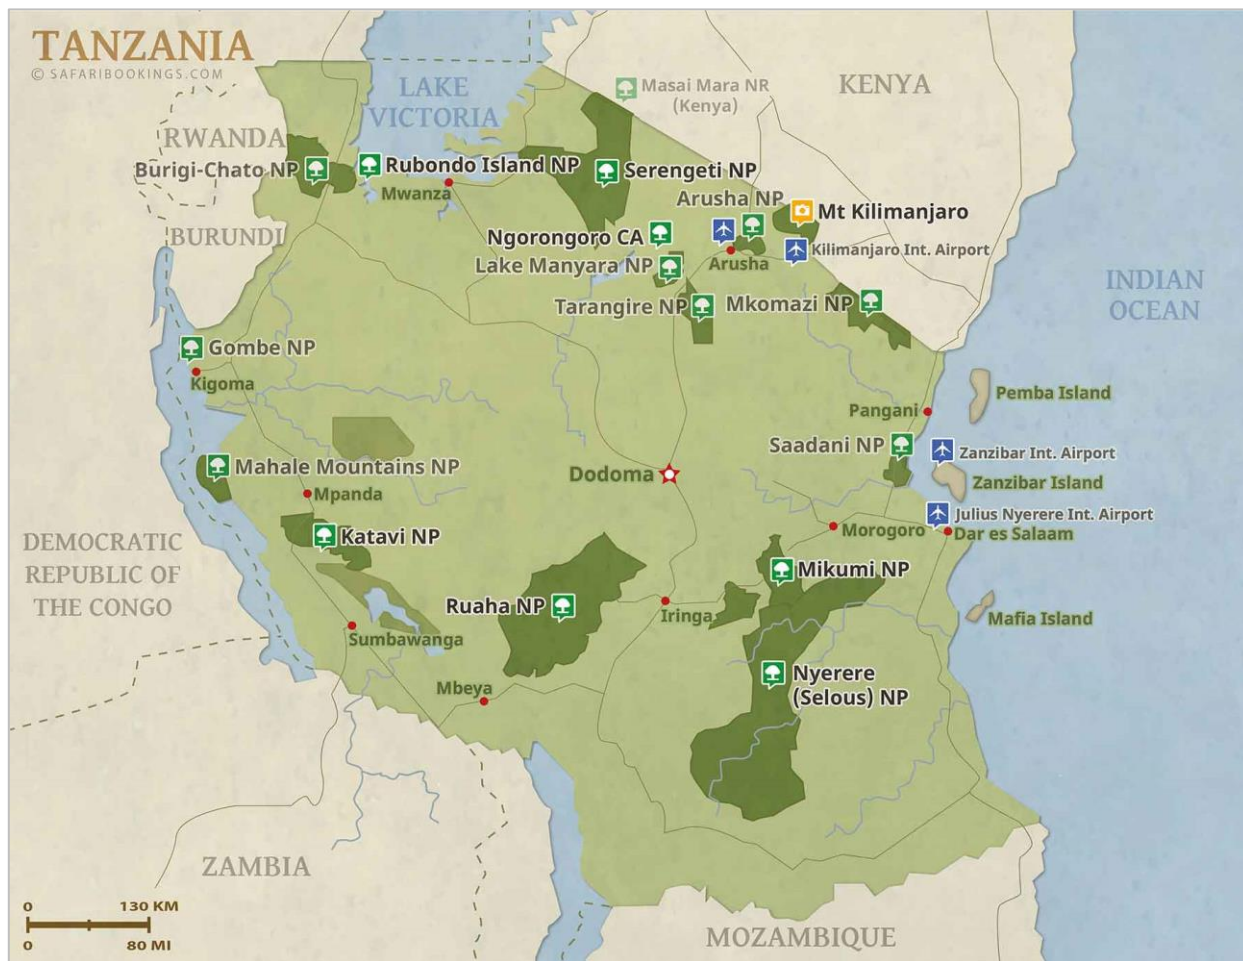 TANZANIA
© SAFARIBOOKINGS.COM
LAKE
VICTORIA
Masai Mara NR
(Kenya)
KENYA
RWANDA
Burigi-Chato NP
Rubondo Island NP
Mwanza
Serengeti NP
Arusha NP
Mt Kilimanjaro
BURUNDI
Ngorongoro CA
Kilimanjaro Int. Airport
Lake Manyara NP
Arusha
INDIAN
OCEAN
Tarangire NP
Mkomazi NP
Gombe NP
Kigoma
Pemba Island
Pangani
Saadani NP
Zanzibar Int. Airport
Mahale Mountains NP
Dodoma
Zanzibar Island
Mpanda
Julius Nyerere Int. Airport
Morogoro
Dar es Salaam
Katavi NP
DEMOCRATIC
REPUBLIC OF
THE CONGO
Mikumi NP
Ruaha NP
Iringa
Mafia Island
Sumbawanga
Nyerere
(Selous) NP
Mbeya
ZAMBIA
0 130 KM
0 80 MI
MOZAMBIQUE